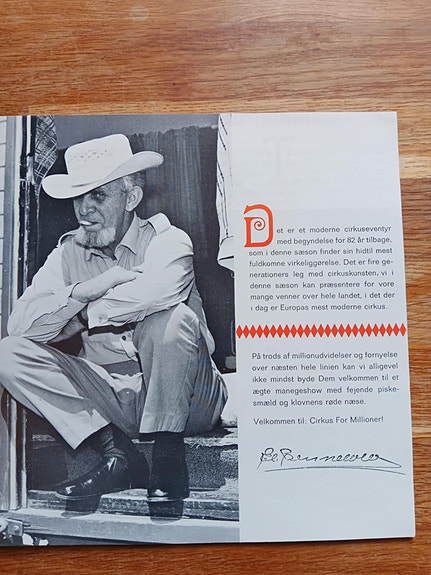 Det er et moderne cirkuseventyr
med begyndelse for 82 år tilbage,
som i denne sæson finder sin hidtil mest
fuldkomne virkeliggørelse. Det er fire ge-
nerationers leg med cirkuskunsten, vi i
denne sæson kan præsentere for vore
mange venner over hele landet, i det der
i dag er Europas mest moderne cirkus.
På trods af millionudvidelser og fornyelse
over næsten hele linien kan vi alligevel
ikke mindst byde Dem velkommen til et
ægte manegeshow med fejende piske-
smæld og klovnens røde næse.
Velkommen til: Cirkus For Millioner!